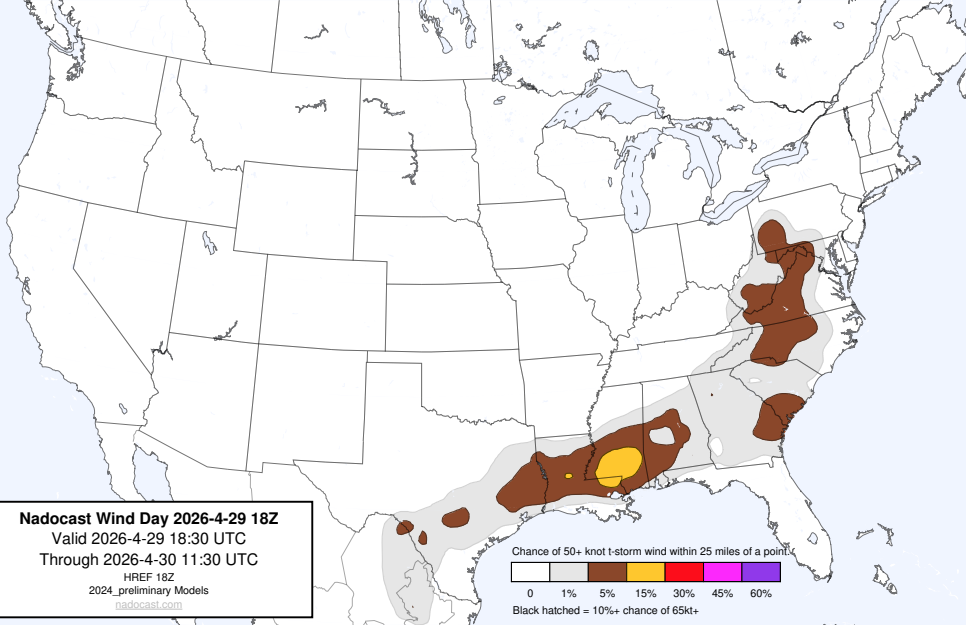 Nadocast Wind Day 2026-4-29 18Z
Valid 2026-4-29 18:30 UTC
Through 2026-4-30 11:30 UTC
HREF 18Z
2024_preliminary Models
nadocast.com
Chance of 50+ knot t-storm wind within 25 miles of a point.
0 1% 5% 15% 30% 45% 60%
Black hatched = 10%+ chance of 65kt+